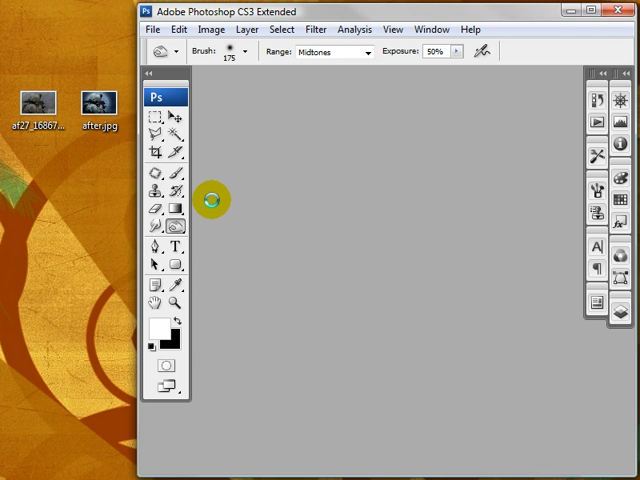 Adobe Photoshop CS3 Extended
File Edit Image Layer Select Filter Analysis View Window Help
Brush: 175 Range: Midtones Exposure: 50%
Ps
af27_16867... after.jpg